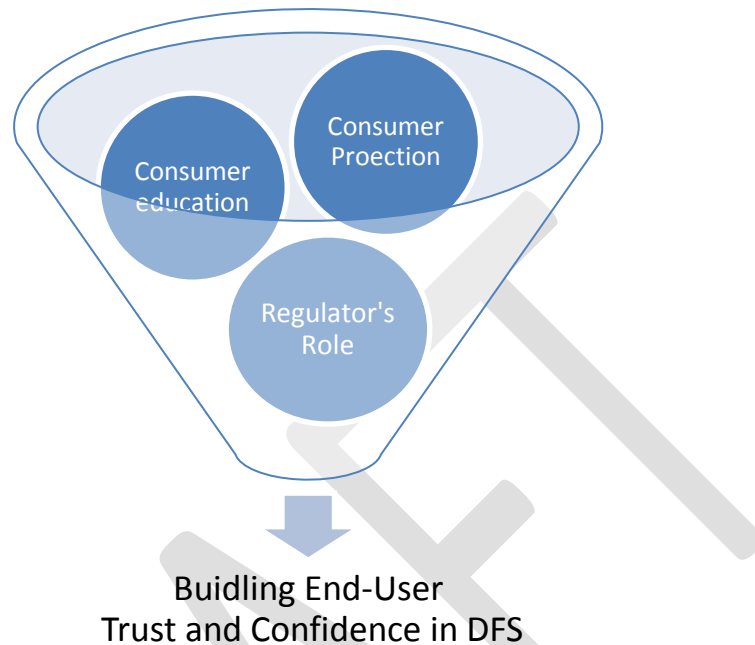 Consumer
Proection
Consumer
education
Regulator's
Role
Buidling End-User
Trust and Confidence in DFS